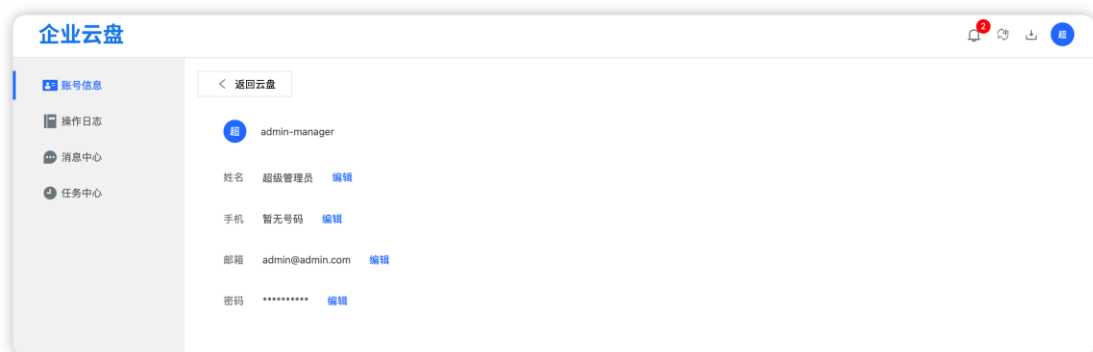 企业云盘
2
超
账号信息
操作日志
消息中心
任务中心
返回云盘
超 admin-manager
姓名 超级管理员 编辑
手机 暂无号码 编辑
邮箱 admin@admin.com 编辑
密码 ********** 编辑